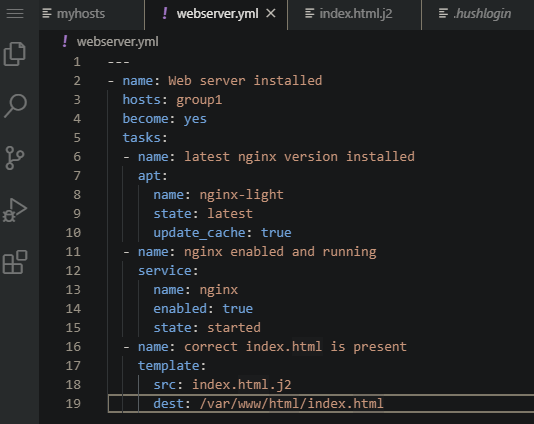 myhosts
! webserver.yml
index.html.j2
.hushlogin
! webserver.yml
1 ---
2 - name: Web server installed
3   hosts: group1
4   become: yes
5   tasks:
6   - name: latest nginx version installed
7     apt:
8       name: nginx-light
9       state: latest
10       update_cache: true
11   - name: nginx enabled and running
12     service:
13       name: nginx
14       enabled: true
15       state: started
16   - name: correct index.html is present
17     template:
18       src: index.html.j2
19       dest: /var/www/html/index.html